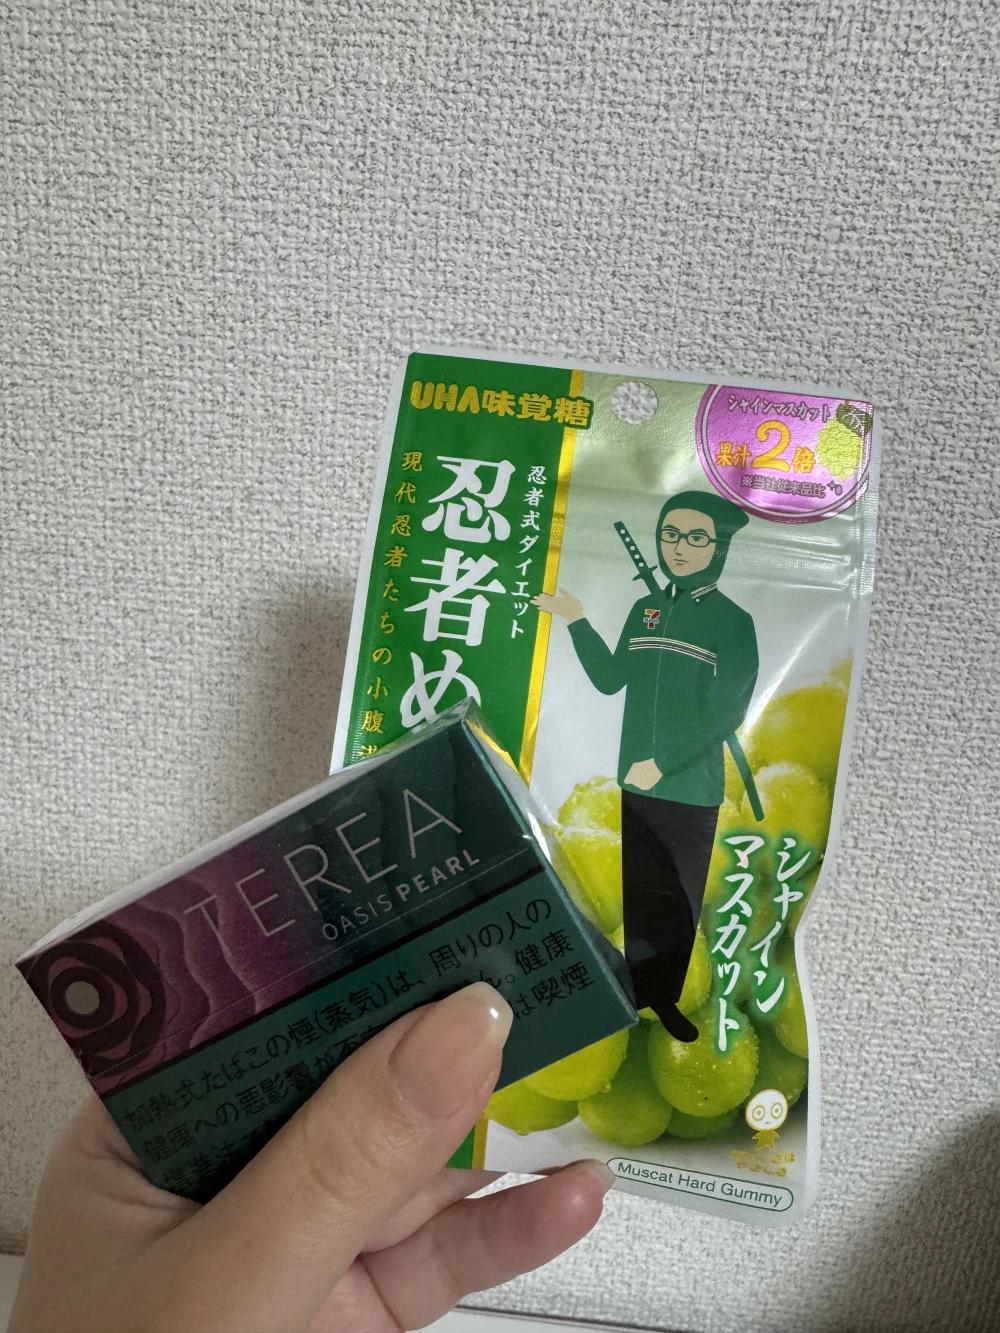 UHA味覚糖
シャインマスカット
果汁2倍
※当社従来品比
忍者式ダイエット
忍者め
現代忍者たちの小腹
シャイン
マスカット
Muscat Hard Gummy
TEREA
OASIS PEARL
加熱式たばこの煙(蒸気)は、周りの人の
健康への悪影響が
健康
は喫煙